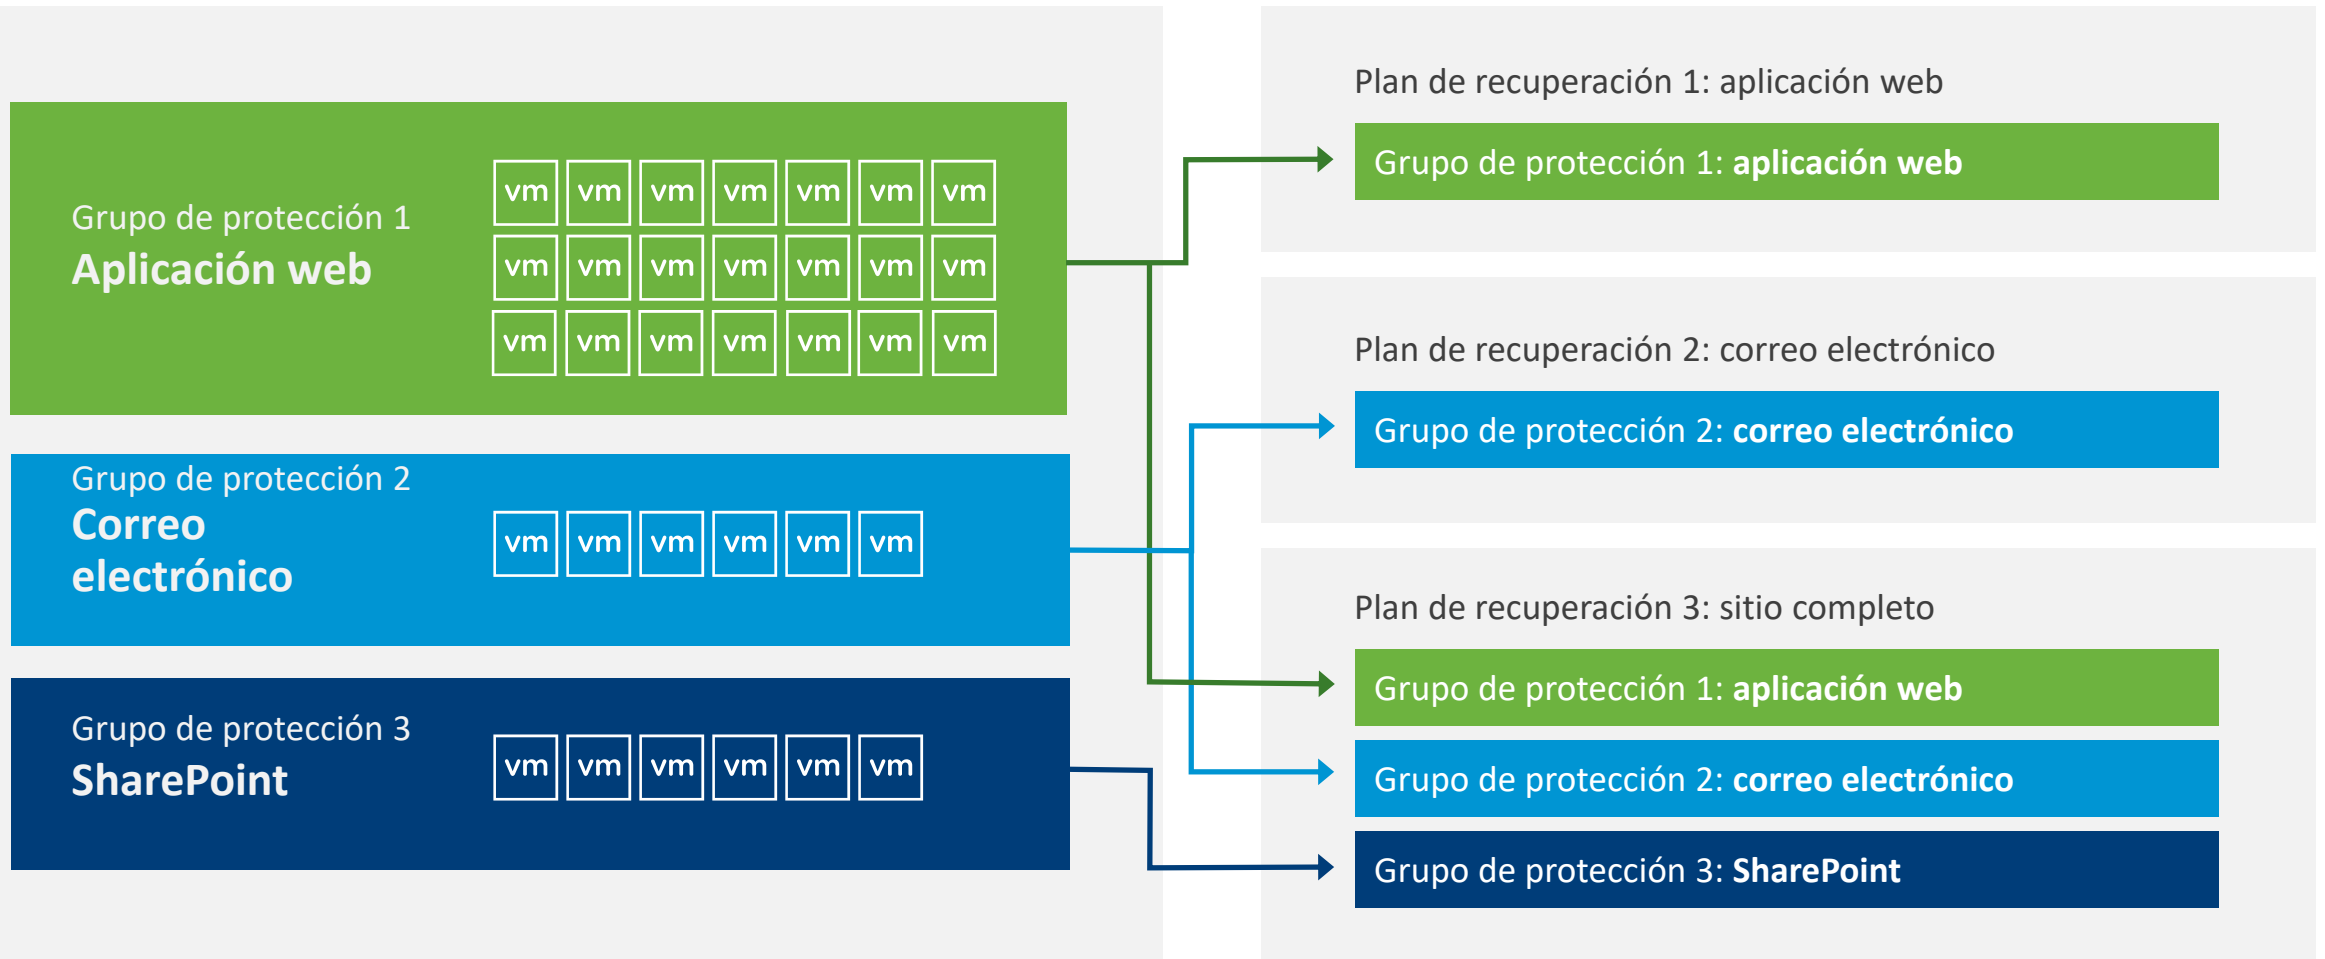 Grupo de protección 1
Aplicación web
vm vm vm vm vm vm vm
vm vm vm vm vm vm vm
vm vm vm vm vm vm vm
Grupo de protección 2
Correo
electrónico
vm vm vm vm vm vm
Grupo de protección 3
SharePoint
vm vm vm vm vm vm
Plan de recuperación 1: aplicación web
Grupo de protección 1: aplicación web
Plan de recuperación 2: correo electrónico
Grupo de protección 2: correo electrónico
Plan de recuperación 3: sitio completo
Grupo de protección 1: aplicación web
Grupo de protección 2: correo electrónico
Grupo de protección 3: SharePoint